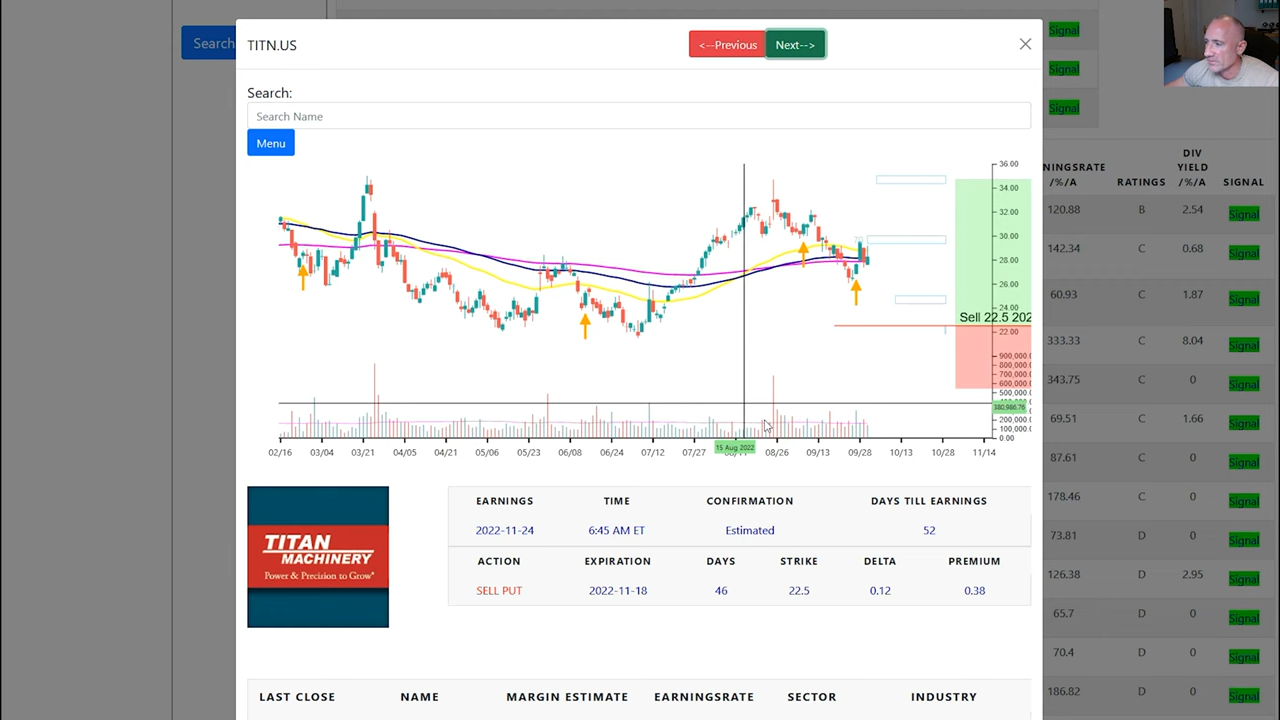 Search
TITN.US
<--Previous
Next-->
Search:
Search Name
Menu
36.00
34.00
32.00
30.00
28.00
26.00
24.00
22.00
70
Sell 22.5 202
900,000.0
800,000.0
700,000.0
600,000.0
500,000.0
380,986.76
200,000.0
100,000.0
0.00
15 Aug 2022
02/16 03/04 03/21 04/05 04/21 05/06 05/23 06/08 06/24 07/12 07/27 08/26 09/13 09/28 10/13 10/28 11/14
TITAN
MACHINERY
Power & Precision to Grow
EARNINGS TIME CONFIRMATION DAYS TILL EARNINGS
2022-11-24 6:45 AM ET Estimated 52
ACTION EXPIRATION DAYS STRIKE DELTA PREMIUM
SELL PUT 2022-11-18 46 22.5 0.12 0.38
LAST CLOSE NAME MARGIN ESTIMATE EARNINGSRATE SECTOR INDUSTRY
Signal
Signal
Signal
NINGSRATE /%/A RATINGS DIV YIELD /%/A SIGNAL
120.88 B 2.54 Signal
142.34 C 0.68 Signal
60.93 C 1.87 Signal
333.33 C 8.04 Signal
343.75 C 0 Signal
69.51 C 1.66 Signal
87.61 C 0 Signal
178.46 C 0 Signal
73.81 D 0 Signal
126.38 D 2.95 Signal
65.7 D 0 Signal
70.4 D 0 Signal
186.82 D 0 Signal